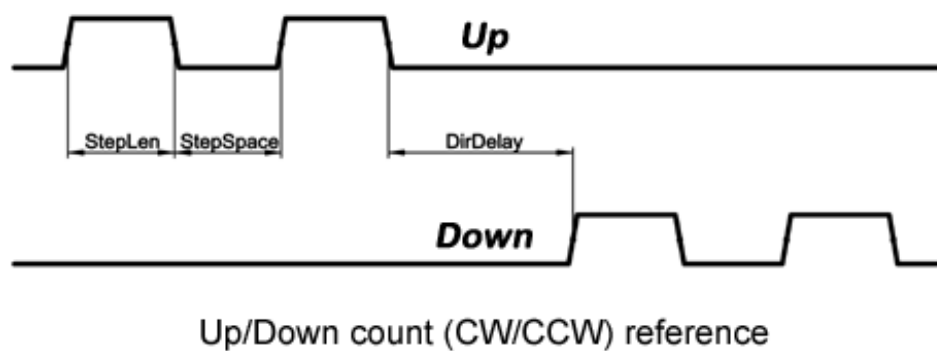 Up
StepLen StepSpace DirDelay
Down
Up/Down count (CW/CCW) reference